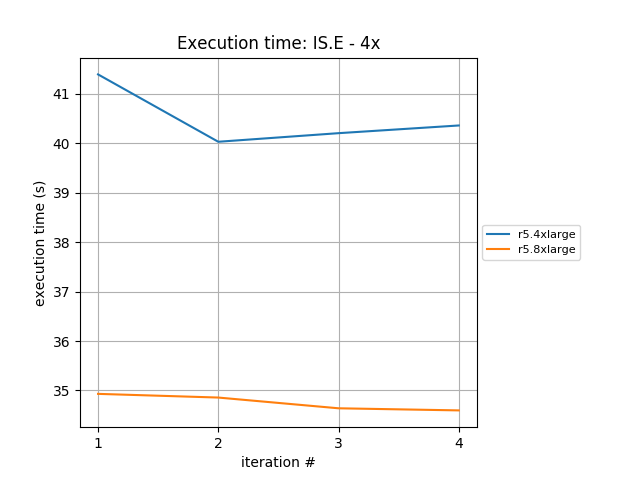 Execution time: IS.E - 4x
execution time (s)
41
40
39
38
37
36
35
1 2 3 4
iteration #
r5.4xlarge
r5.8xlarge